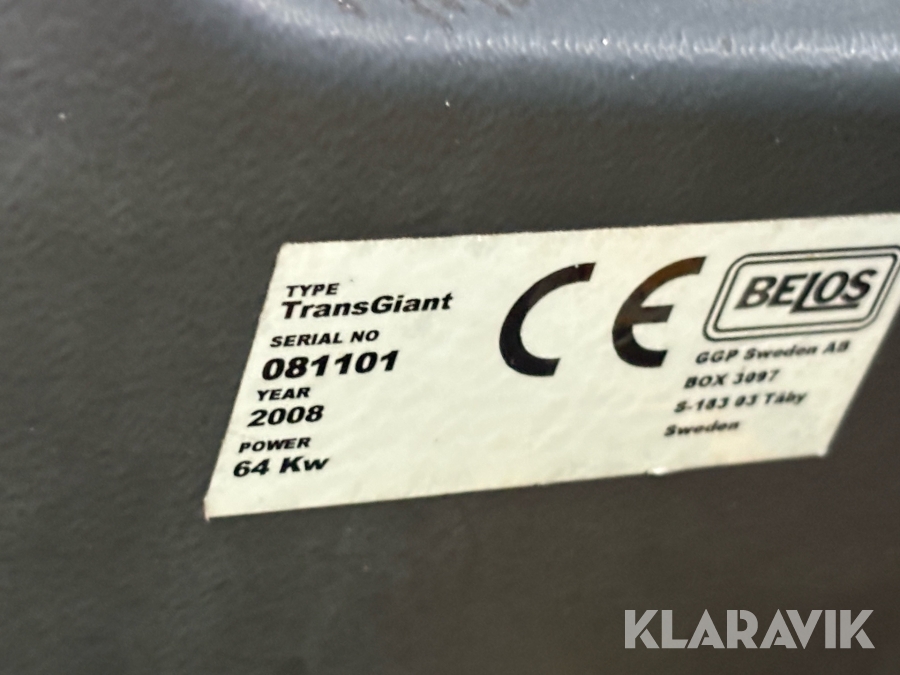 TYPE
TransGiant
SERIAL NO
081101
YEAR
2008
POWER
64 Kw
CE
BELOS
GGP Sweden AB
BOX 3097
S-183 03 Täby
Sweden
KLARAVIK